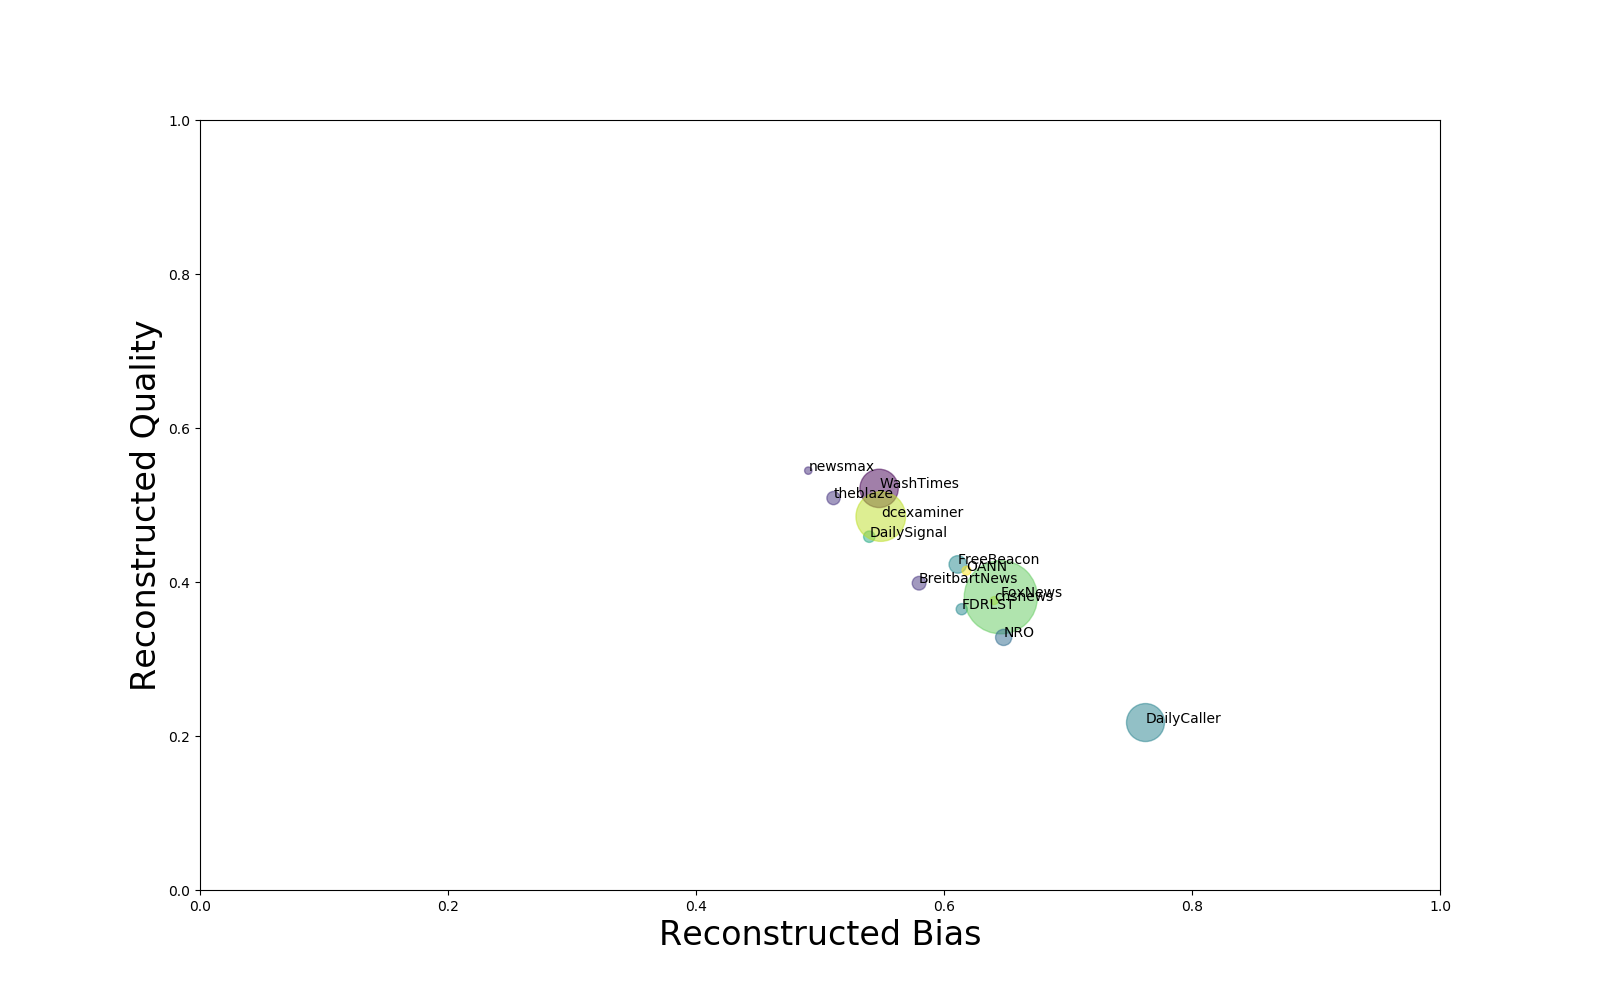 1.0
0.8
0.6
0.4
0.2
0.0
Reconstructed Quality
newsmax
WashTimes
theblaze
dcexaminer
DailySignal
FreeBeacon
OANN
BreitbartNews
FoxNews
cnsnews
FDRLST
NRO
DailyCaller
0.0 0.2 0.4 0.6 0.8 1.0
Reconstructed Bias